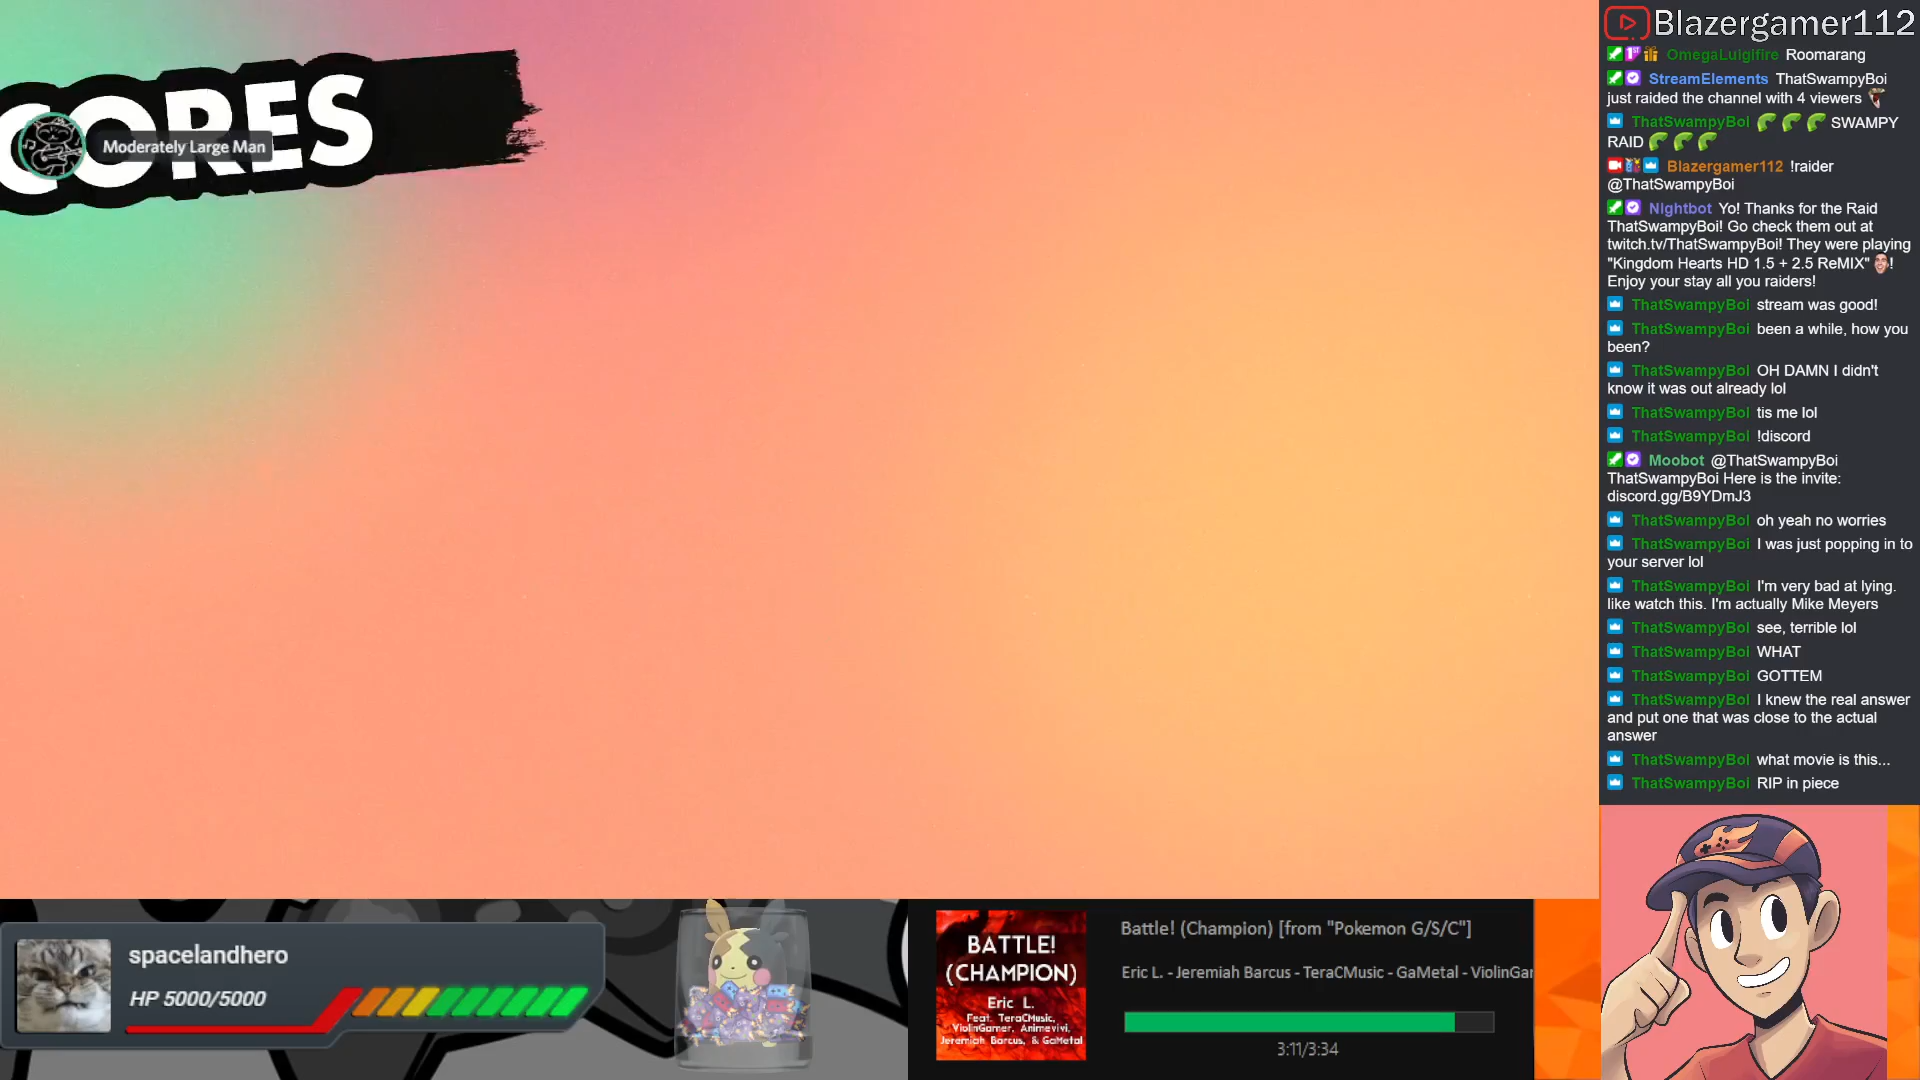 CORES
Moderately Large Man
Blazergamer112
OmegaLuigifire Roomarang
StreamElements ThatSwampyBoi
just raided the channel with 4 viewers
ThatSwampyBoi SWAMPY
RAID
Blazergamer112 !raider
@ThatSwampyBoi
Nightbot Yo! Thanks for the Raid
ThatSwampyBoi! Go check them out at
twitch.tv/ThatSwampyBoi! They were playing
"Kingdom Hearts HD 1.5 + 2.5 ReMIX" !
Enjoy your stay all you raiders!
ThatSwampyBoi stream was good!
ThatSwampyBoi been a while, how you
been?
ThatSwampyBoi OH DAMN I didn't
know it was out already lol
ThatSwampyBoi tis me lol
ThatSwampyBoi !discord
Moobot @ThatSwampyBoi
ThatSwampyBoi Here is the invite:
discord.gg/B9YDmJ3
ThatSwampyBoi oh yeah no worries
ThatSwampyBoi I was just popping in to
your server lol
ThatSwampyBoi I'm very bad at lying.
like watch this. I'm actually Mike Meyers
ThatSwampyBoi see, terrible lol
ThatSwampyBoi WHAT
ThatSwampyBoi GOTTEM
ThatSwampyBoi I knew the real answer
and put one that was close to the actual
answer
ThatSwampyBoi what movie is this...
ThatSwampyBoi RIP in piece
spacelandhero
HP 5000/5000
BATTLE!
(CHAMPION)
Eric L.
Feat. TeraCMusic,
ViolinGamer, Animevivi,
Jeremiah Barcus, & GaMetal
Battle! (Champion) [from "Pokemon G/S/C"]
Eric L. - Jeremiah Barcus - TeraCMusic - GaMetal - ViolinGar
3:11/3:34